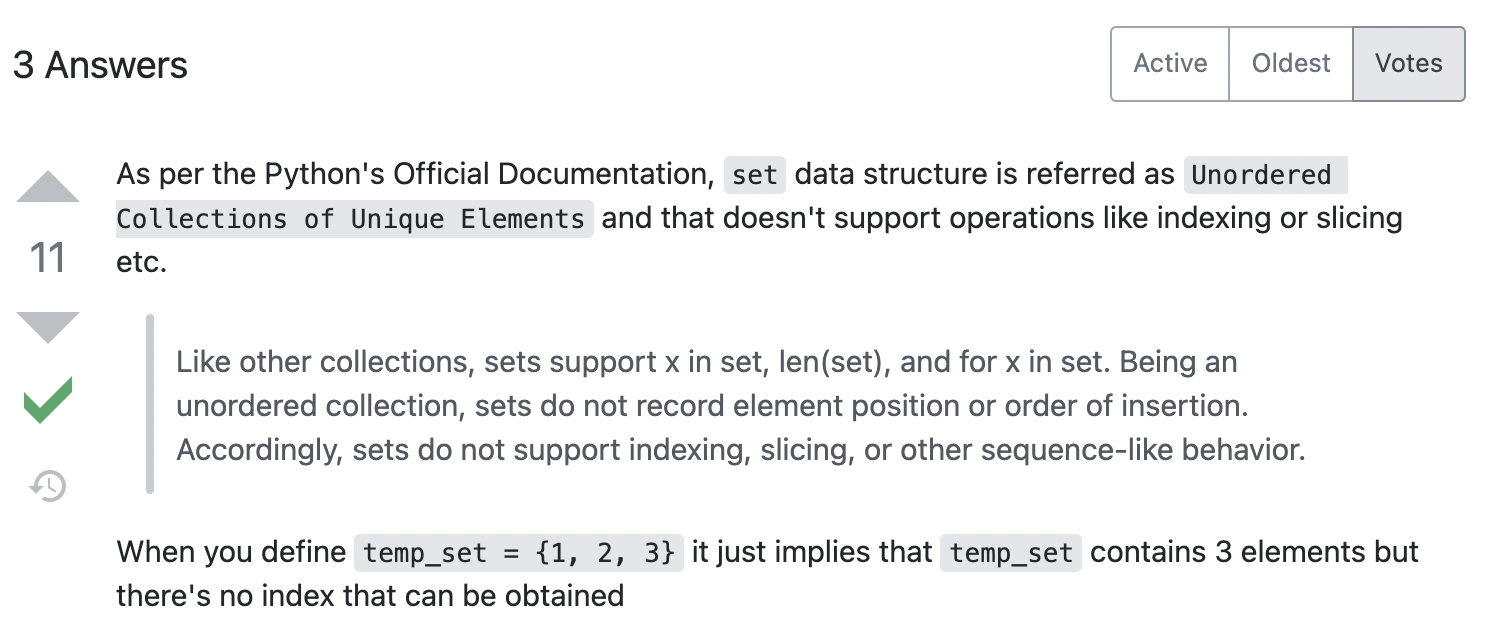 3 Answers
Active Oldest Votes
As per the Python's Official Documentation, set data structure is referred as Unordered
Collections of Unique Elements and that doesn't support operations like indexing or slicing
etc.
11
Like other collections, sets support x in set, len(set), and for x in set. Being an
unordered collection, sets do not record element position or order of insertion.
Accordingly, sets do not support indexing, slicing, or other sequence-like behavior.
When you define temp_set = {1, 2, 3} it just implies that temp_set contains 3 elements but
there's no index that can be obtained